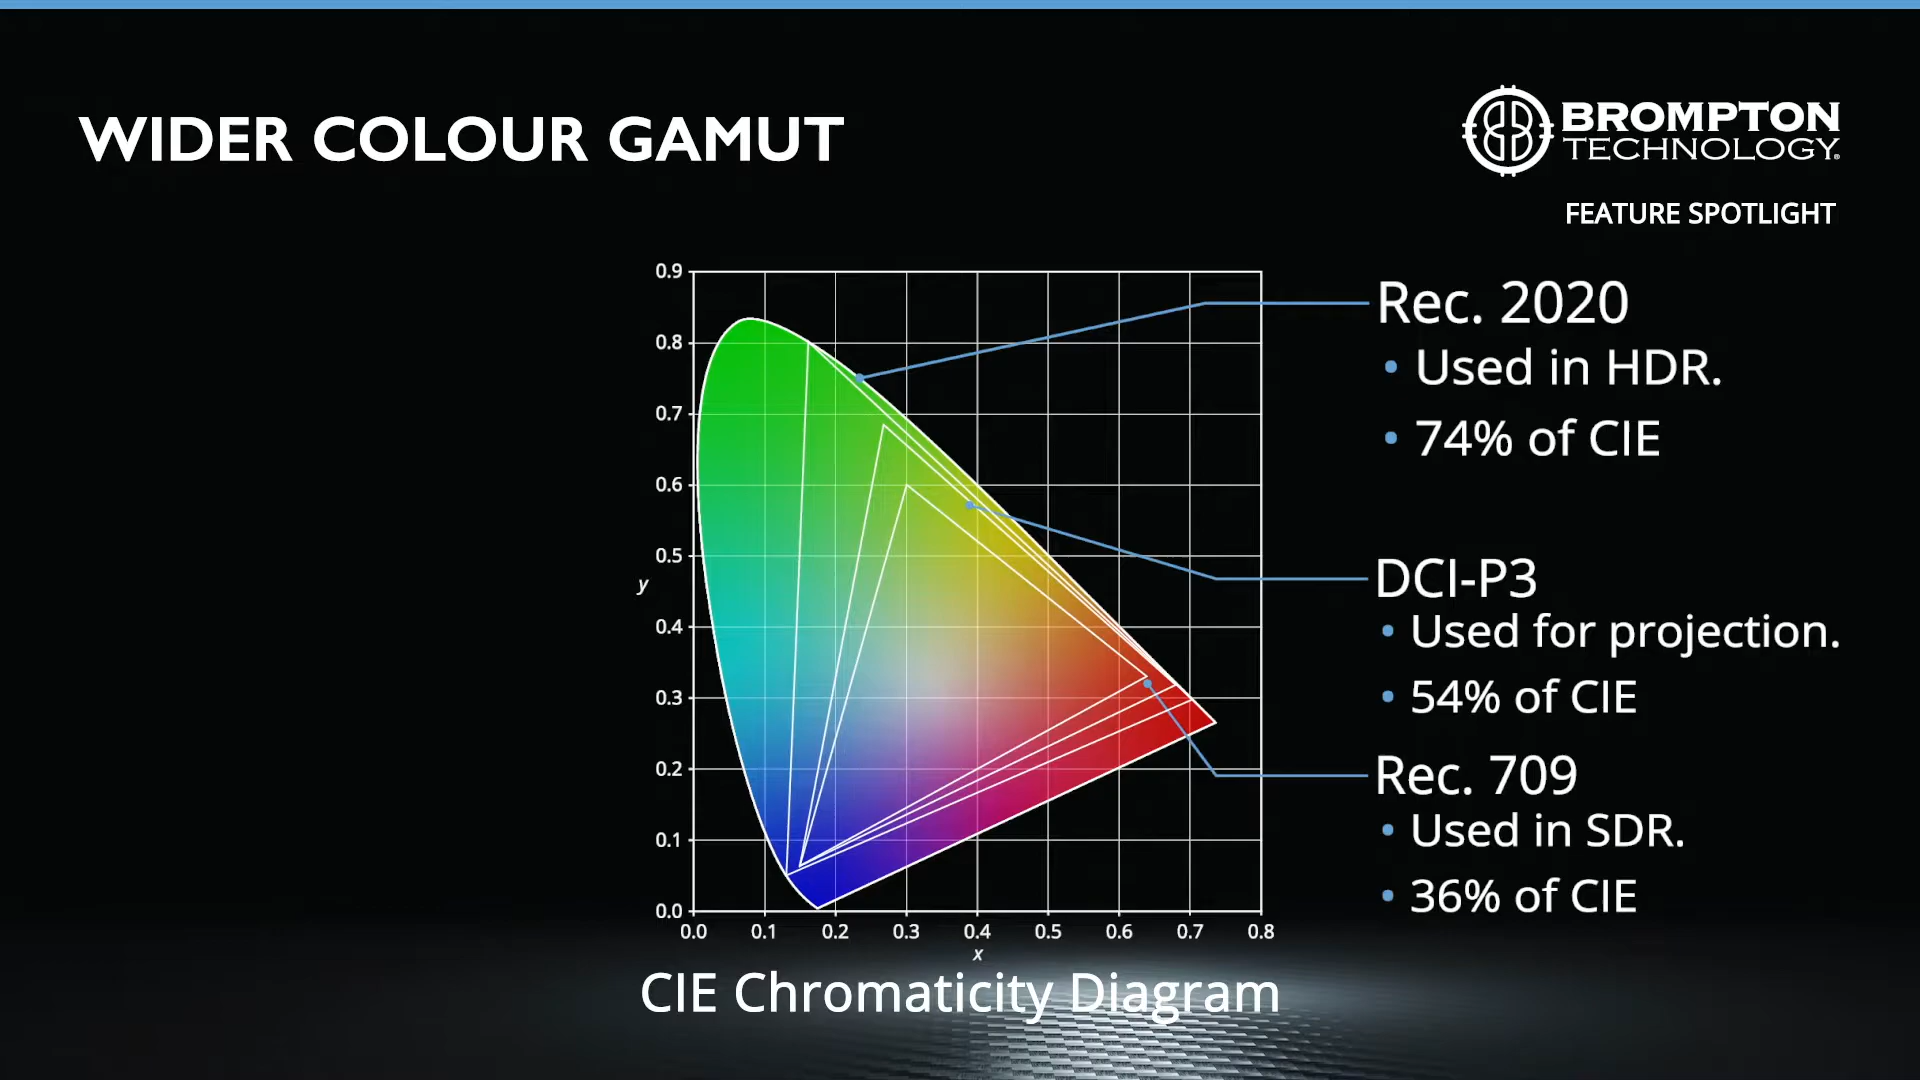 WIDER COLOUR GAMUT
BROMPTON
TECHNOLOGY.
FEATURE SPOTLIGHT
0.9
0.8
0.7
0.6
0.5
y
0.4
0.3
0.2
0.1
0.0
0.0 0.1 0.2 0.3 0.4 0.5 0.6 0.7 0.8
x
CIE Chromaticity Diagram
Rec. 2020
• Used in HDR.
• 74% of CIE
DCI-P3
• Used for projection.
• 54% of CIE
Rec. 709
• Used in SDR.
• 36% of CIE